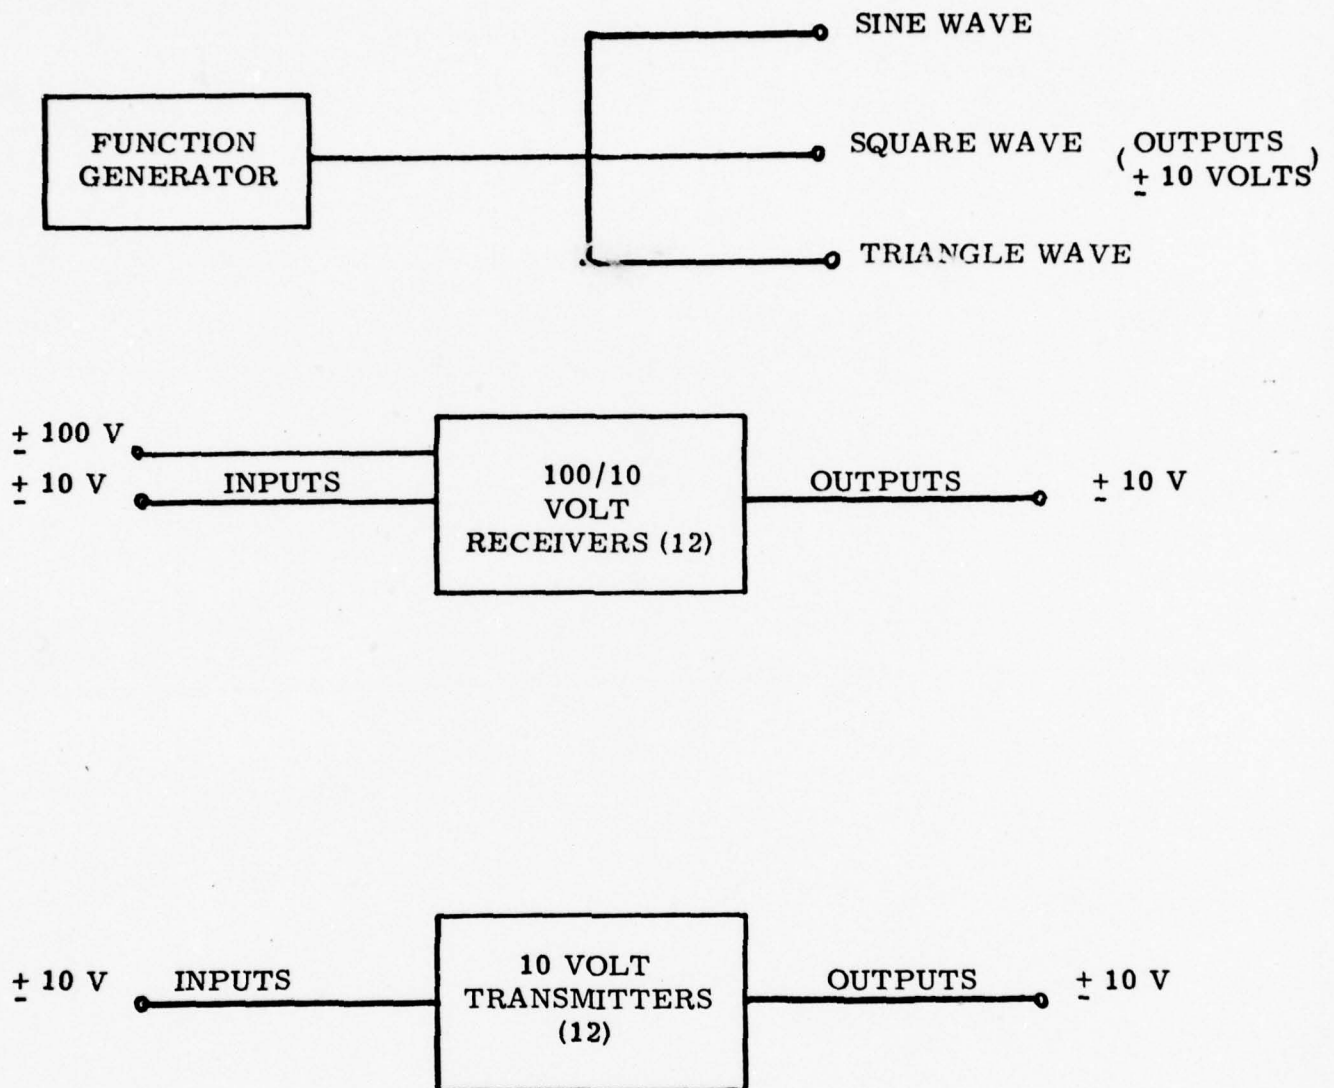 SINE WAVE
FUNCTION
GENERATOR
SQUARE WAVE ( OUTPUTS
± 10 VOLTS )
TRIANGLE WAVE
± 100 V
± 10 V INPUTS
100/10
VOLT
RECEIVERS (12)
OUTPUTS ± 10 V
± 10 V INPUTS
10 VOLT
TRANSMITTERS
(12)
OUTPUTS ± 10 V